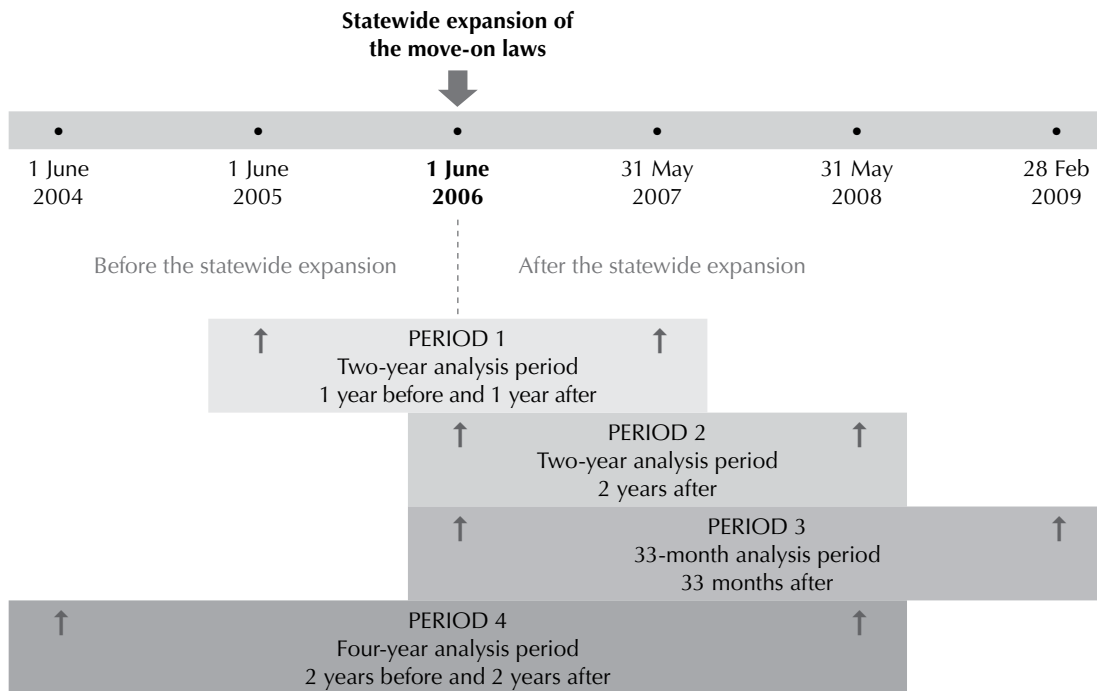 Statewide expansion of
the move-on laws
1 June
2004
1 June
2005
1 June
2006
31 May
2007
31 May
2008
28 Feb
2009
Before the statewide expansion
After the statewide expansion
PERIOD 1
Two-year analysis period
1 year before and 1 year after
PERIOD 2
Two-year analysis period
2 years after
PERIOD 3
33-month analysis period
33 months after
PERIOD 4
Four-year analysis period
2 years before and 2 years after